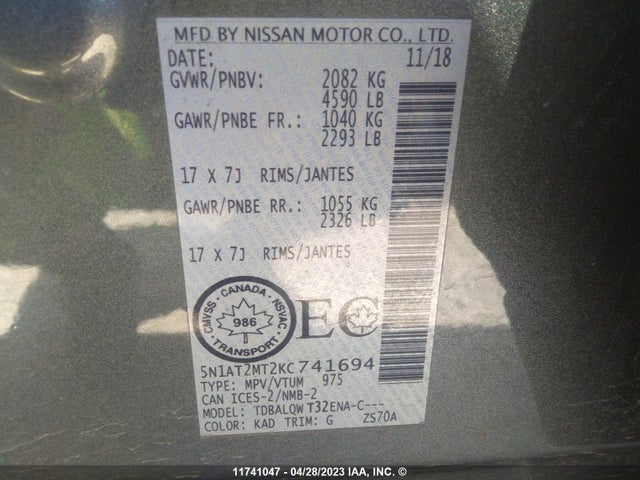 MFD BY NISSAN MOTOR CO., LTD.
DATE: 11/18
GVWR/PNBV: 2082 KG
4590 LB
GAWR/PNBE FR.: 1040 KG
2293 LB
17 X 7J RIMS/JANTES
GAWR/PNBE RR.: 1055 KG
2326 LB
17 X 7J RIMS/JANTES
CANADA
CMVSS 986 NSVAC
TRANSPORT
EC
5N1AT2MT2KC741694
TYPE: MPV/VTUM 975
CAN ICES-2/NMB-2
MODEL: TDBALQW T32ENA-C---
COLOR: KAD TRIM: G ZS70A
11741047 - 04/28/2023 IAA, Inc. ©